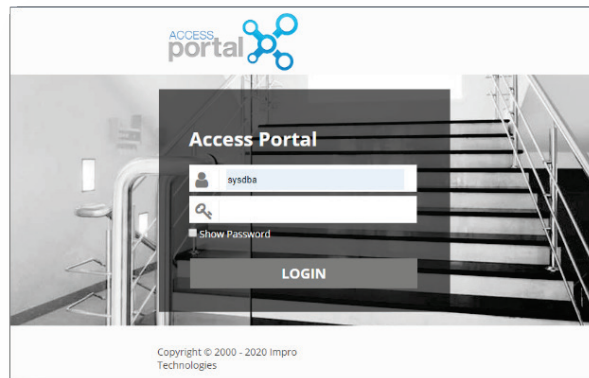 ACCESS
portal
Access Portal
sysdba
Show Password
LOGIN
Copyright © 2000 - 2020 Impro
Technologies